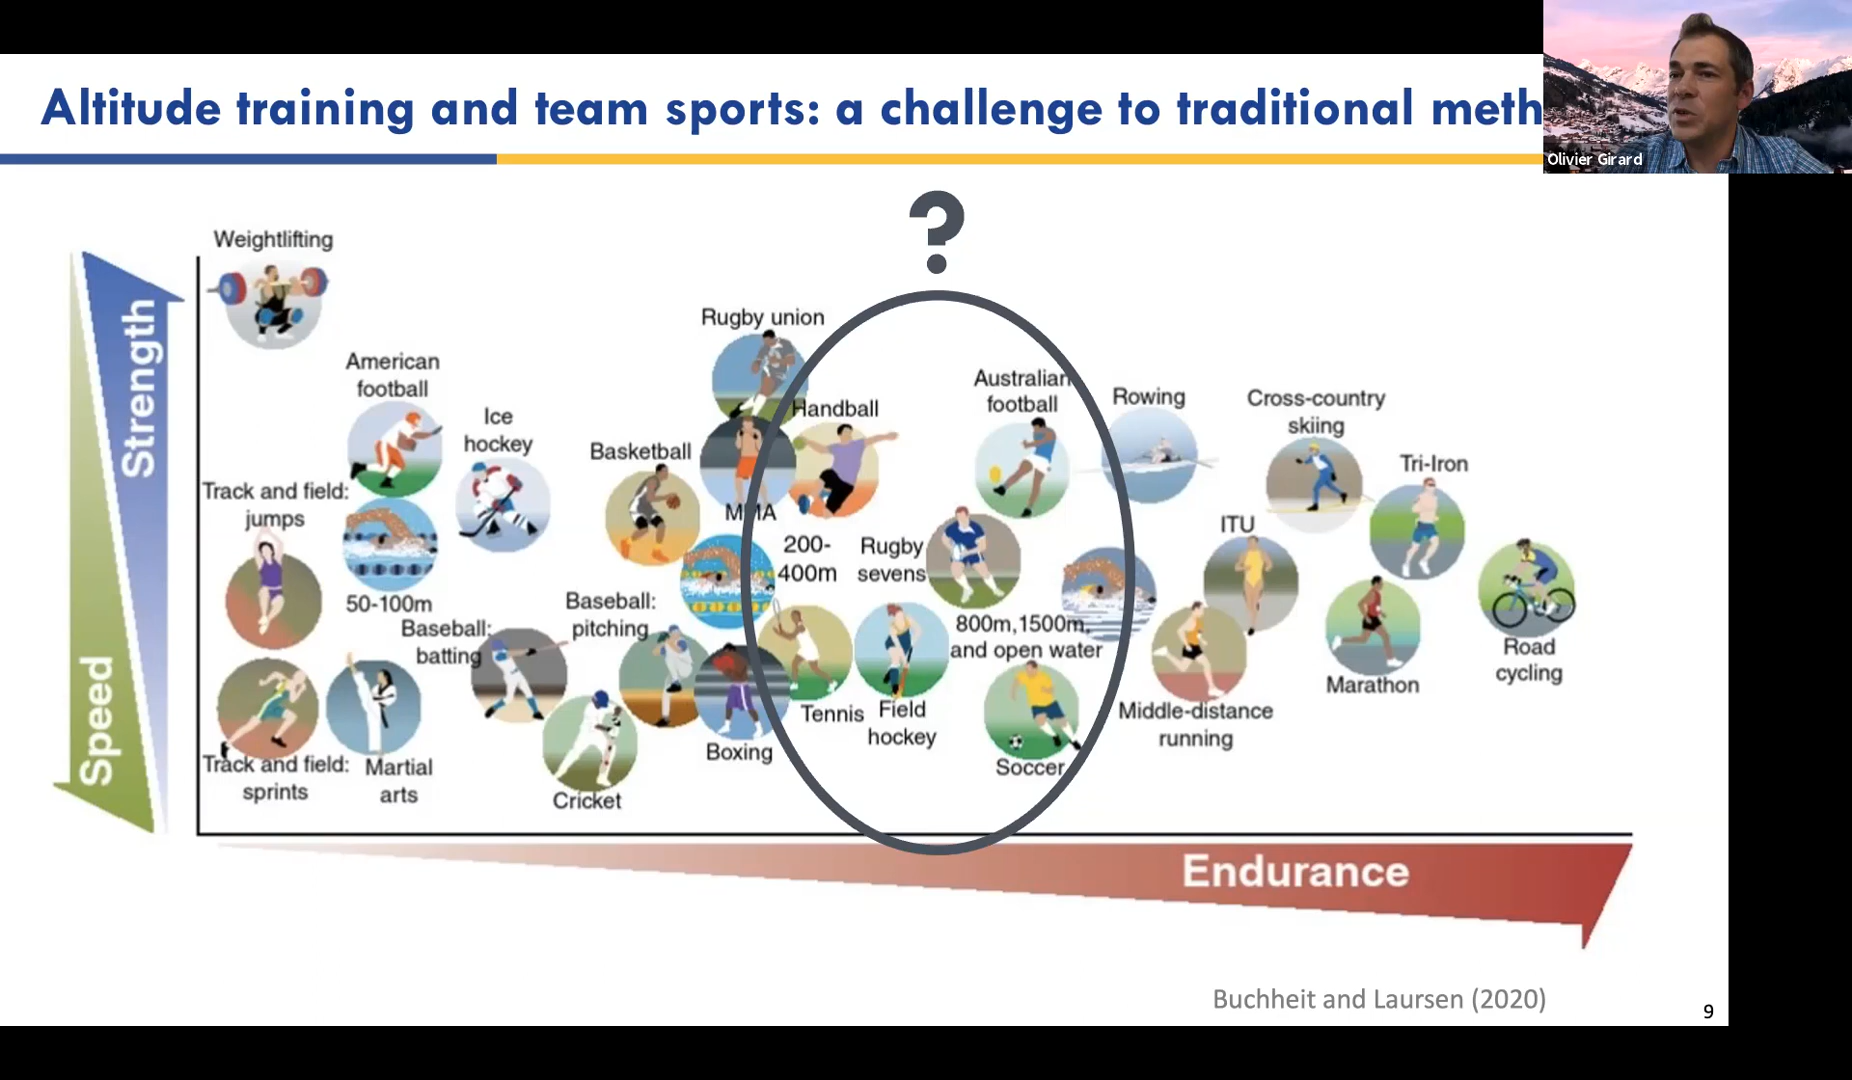 Altitude training and team sports: a challenge to traditional meth
Olivier Girard
?
Weightlifting
Strength
Speed
American
football
Ice
hockey
Track and field:
jumps
50-100m
Baseball:
batting
Track and field:
sprints
Martial
arts
Basketball
Baseball:
pitching
Cricket
Rugby union
MMA
Handball
200-
400m
Boxing
Tennis
Rugby
sevens
Field
hockey
Australian
football
800m,1500m,
and open water
Soccer
Rowing
Middle-distance
running
ITU
Cross-country
skiing
Tri-Iron
Marathon
Road
cycling
Endurance
Buchheit and Laursen (2020)
9